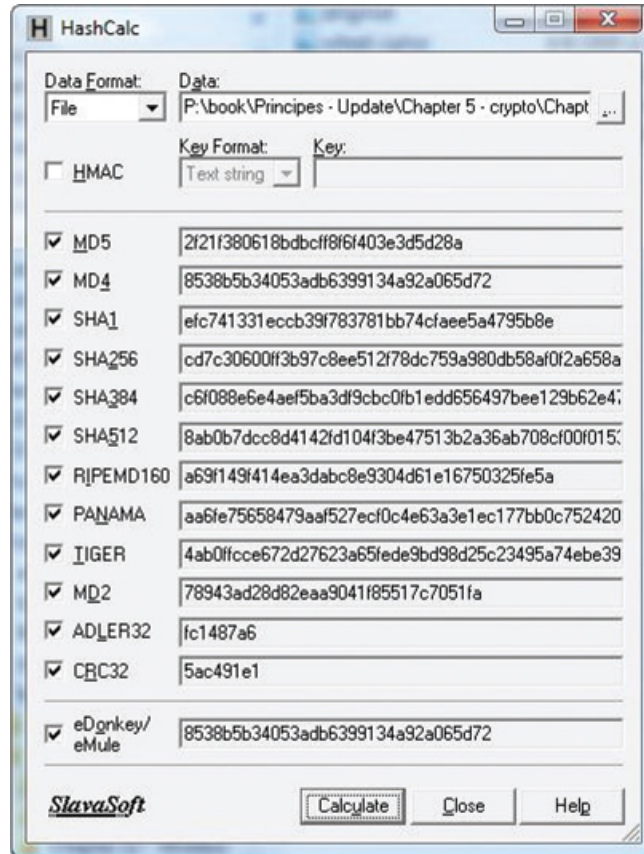 HashCalc
Data Format: Data:
File P:\book\Principes - Update\Chapter 5 - crypto\Chapt ...
Key Format: Key:
HMAC Text string
MD5 2f21f380618bdbcff8f6f403e3d5d28a
MD4 8538b5b34053adb6399134a92a065d72
SHA1 efc741331eccb39f783781bb74cfaee5a4795b8e
SHA256 cd7c30600ff3b97c8ee512f78dc759a980db58af0f2a658a
SHA384 c6f088e6e4aef5ba3df9cbc0fb1edd656497bee129b62e47
SHA512 8ab0b7dcc8d4142fd104f3be47513b2a36ab708cf00f0153
RIPEMD160 a69f149f414ea3dabc8e9304d61e16750325fe5a
PANAMA aa6fe75658479aaf527ecf0c4e63a3e1ec177bb0c752420
TIGER 4ab0ffcce672d27623a65fede9bd98d25c23495a74ebe39
MD2 78943ad28d82eaa9041f85517c7051fa
ADLER32 fc1487a6
CRC32 5ac491e1
eDonkey/
eMule 8538b5b34053adb6399134a92a065d72
SlavaSoft Calculate Close Help